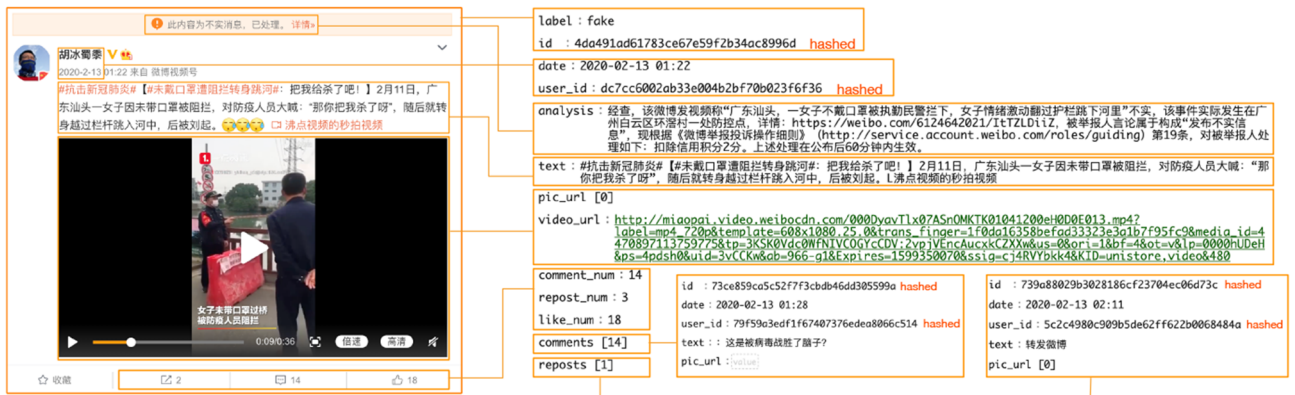 此内容为不实消息，已处理。详情»
胡冰蜀黍
2020-2-13 01:22 来自 微博视频号
#抗击新冠肺炎#【#未戴口罩遭阻拦转身跳河#：把我给杀了吧！】2月11日，广
东汕头一女子因未带口罩被阻拦，对防疫人员大喊：“那你把我杀了呀”，随后就转
身越过栏杆跳入河中，后被刘起。 沸点视频的秒拍视频
1.
女子未带口罩过桥
被防疫人员阻拦
0:09/0:36 倍速 高清
收藏 2 14 18
label：fake
id ：4da491ad61783ce67e59f2b34ac8996d hashed
date：2020-02-13 01:22
user_id：dc7cc6002ab33e004b2bf70b023f6f36 hashed
analysis：经查，该微博发视频称“广东汕头，一女子不戴口罩被执勤民警拦下，女子情绪激动翻过护栏跳下河里”不实，该事件实际发生在广
州白云区环滘村一处防控点，详情：https://weibo.com/6124642021/ItTZLDiiZ，被举报人言论属于构成“发布不实信
息”，现根据《微博举报投诉操作细则》（http://service.account.weibo.com/roles/guiding）第19条，对被举报人处
理如下：扣除信用积分2分。上述处理在公布后60分钟内生效。
text：#抗击新冠肺炎#【#未戴口罩遭阻拦转身跳河#：把我给杀了吧！】2月11日，广东汕头一女子因未带口罩被阻拦，对防疫人员大喊：“那
你把我杀了呀”，随后就转身越过栏杆跳入河中，后被刘起。L沸点视频的秒拍视频
pic_url [0]
video_url：http://miaopai.video.weibocdn.com/000DyavTlx07ASnOMKTK01041200eH0D0E013.mp4?
label=mp4_720p&template=608x1080.25.0&trans_finger=1f0da16358befad33323e3a1b7f95fc9&media_id=4
470897113759775&tp=3KSK0Vdc0WfNIVCOGYcCDV:2vpjVEncAucxkCZXXw&us=0&ori=1&bf=4&ot=v&lp=0000hUDeH
&ps=4pdsh0&uid=3vCCKw&ab=966-g1&Expires=1599350070&ssig=cj4RVYbkk4&KID=unistore,video&480
comment_num：14
repost_num：3
like_num：18
comments [14]
reposts [1]
id ：73ce859ca5c52f7f3cbdb46dd305599a hashed
date：2020-02-13 01:28
user_id：79f59a3edf1f67407376edea8066c514 hashed
text：：这是被病毒战胜了脑子?
pic_url：value
id ：739a88029b3028186cf23704ec06d73c hashed
date：2020-02-13 02:11
user_id：5c2c4980c909b5de62ff622b0068484a hashed
text：转发微博
pic_url [0]